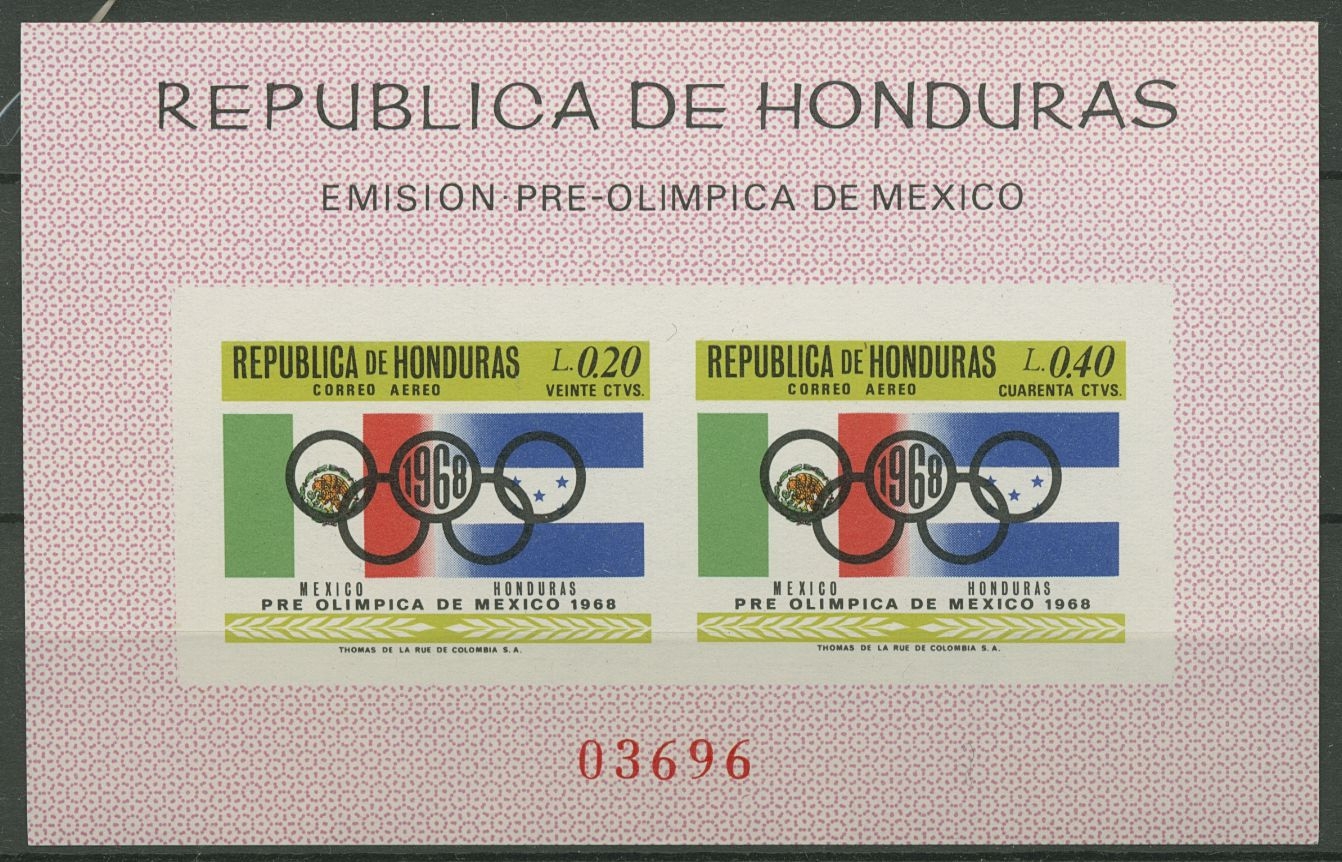 REPUBLICA DE HONDURAS
EMISION·PRE-OLIMPICA DE MEXICO
REPUBLICA DE HONDURAS L.0.20
CORREO AEREO VEINTE CTVS.
1968
MEXICO HONDURAS
PRE OLIMPICA DE MEXICO 1968
THOMAS DE LA RUE DE COLOMBIA S.A.
REPUBLICA DE HONDURAS L.0.40
CORREO AEREO CUARENTA CTVS.
1968
MEXICO HONDURAS
PRE OLIMPICA DE MEXICO 1968
THOMAS DE LA RUE DE COLOMBIA S.A.
03696